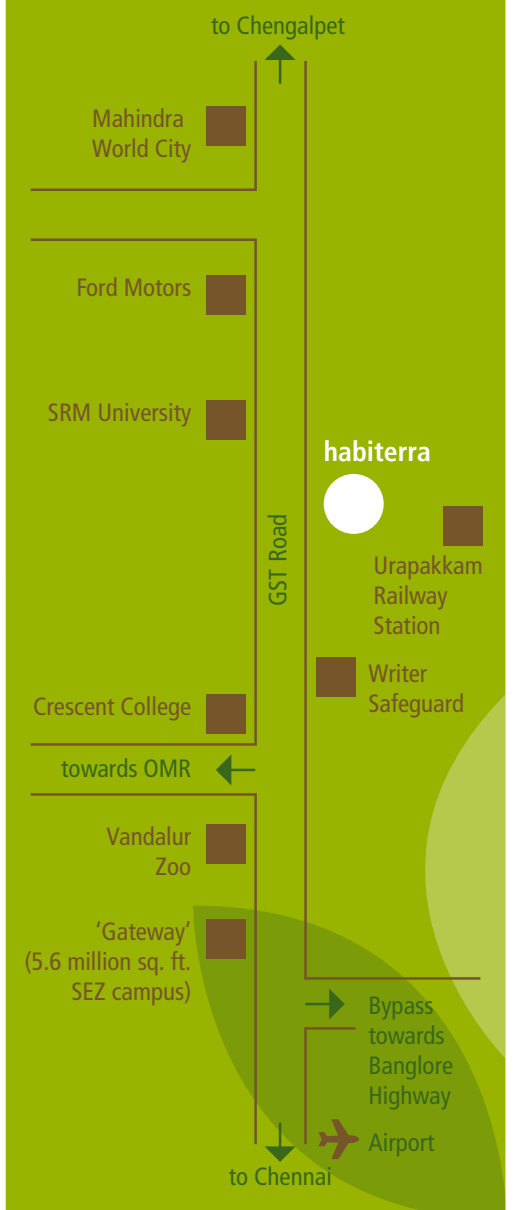 to Chengalpet
Mahindra
World City
Ford Motors
SRM University
habiterra
GST Road
Urapakkam
Railway
Station
Writer
Safeguard
Crescent College
towards OMR
Vandalur
Zoo
'Gateway'
(5.6 million sq. ft.
SEZ campus)
Bypass
towards
Banglore
Highway
Airport
to Chennai